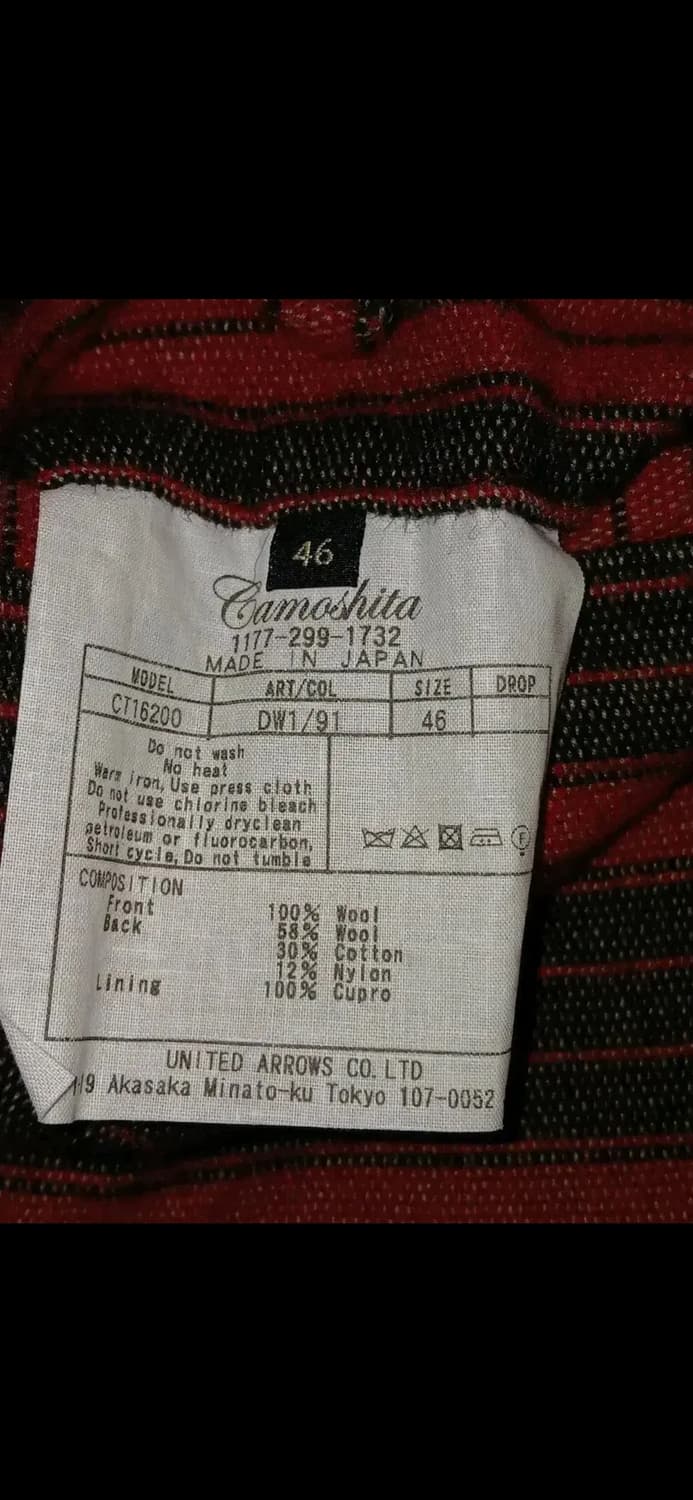 46
Camoshita
1177-299-1732
MADE IN JAPAN
MODEL ART/COL SIZE DROP
CT16200 DW1/91 46
Do not wash
No heat
Warm iron, Use press cloth
Do not use chlorine bleach
Professionally dryclean
petroleum or fluorocarbon,
Short cycle, Do not tumble
F
COMPOSITION
Front 100% Wool
Back 58% Wool
30% Cotton
12% Nylon
Lining 100% Cupro
UNITED ARROWS CO. LTD
Akasaka Minato-ku Tokyo 107-0052